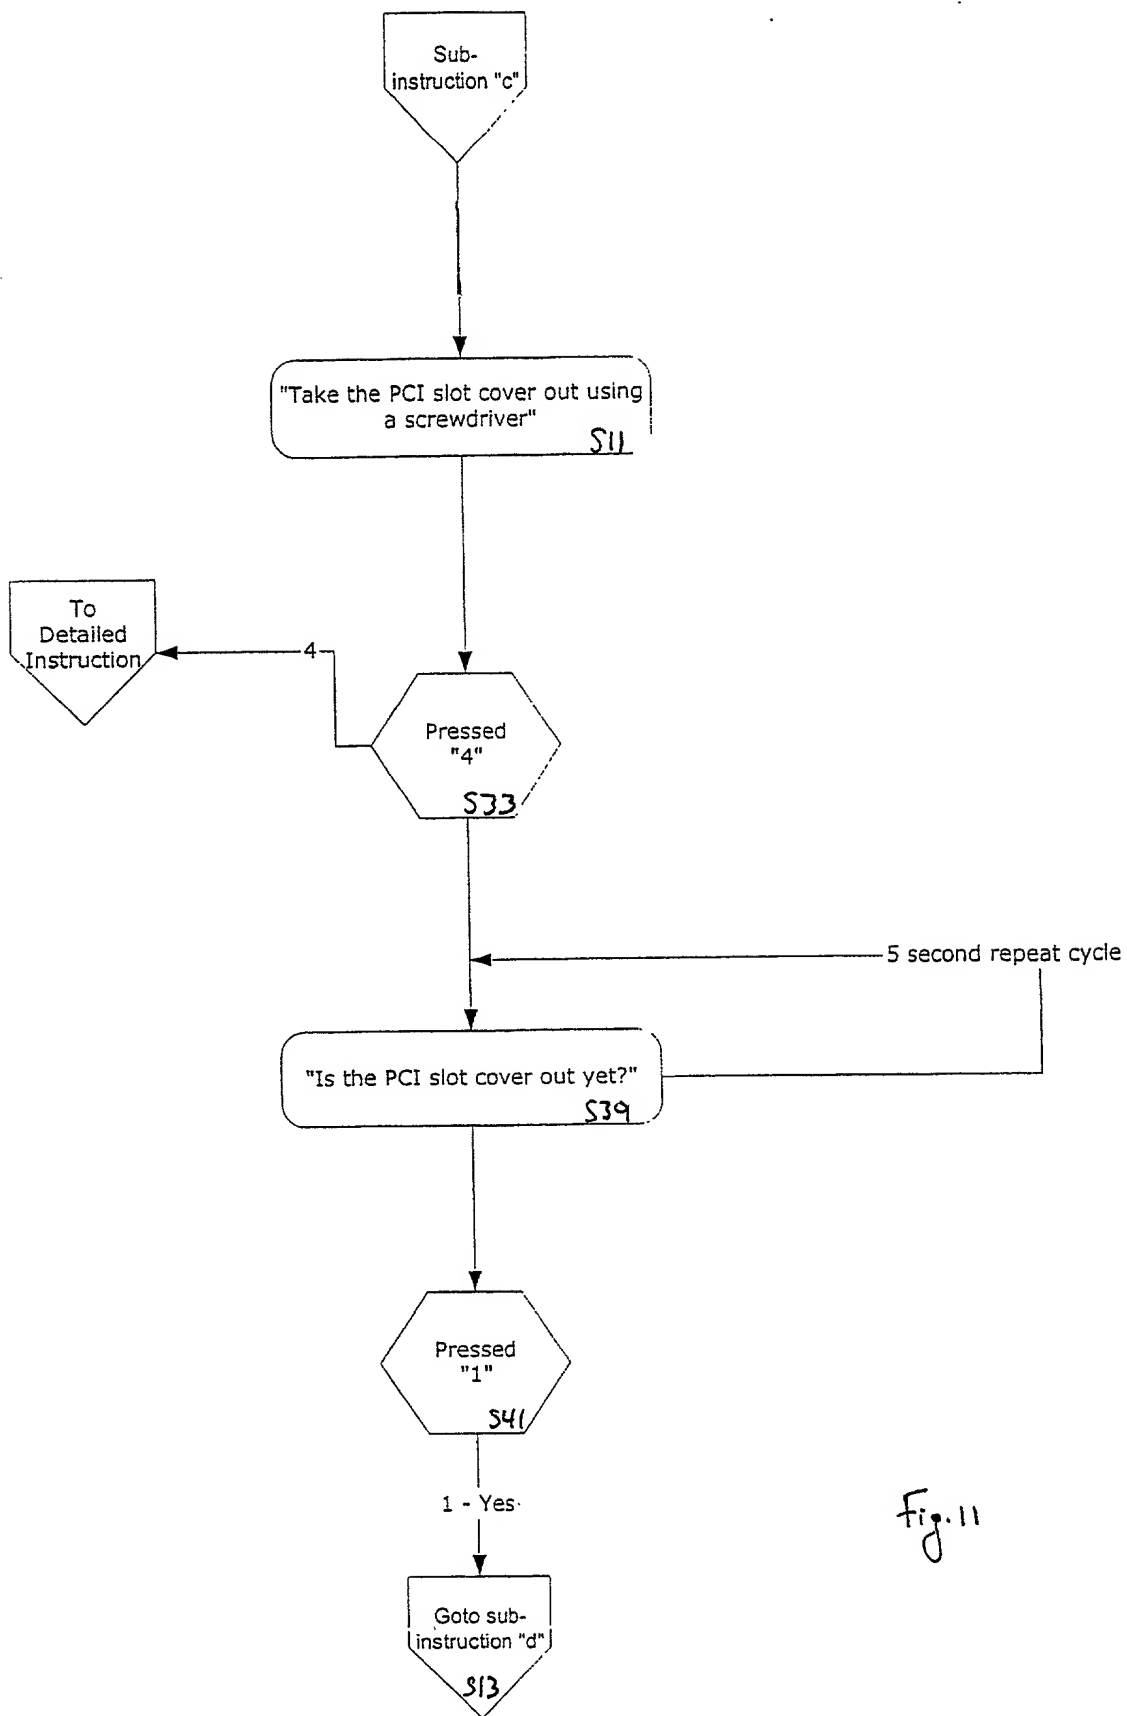 Sub-
instruction "c"
"Take the PCI slot cover out using
a screwdriver"
S11
To
Detailed
Instruction
4
Pressed
"4"
S33
5 second repeat cycle
"Is the PCI slot cover out yet?"
S39
Pressed
"1"
S41
1 - Yes
Goto sub-
instruction "d"
S13
Fig. 11